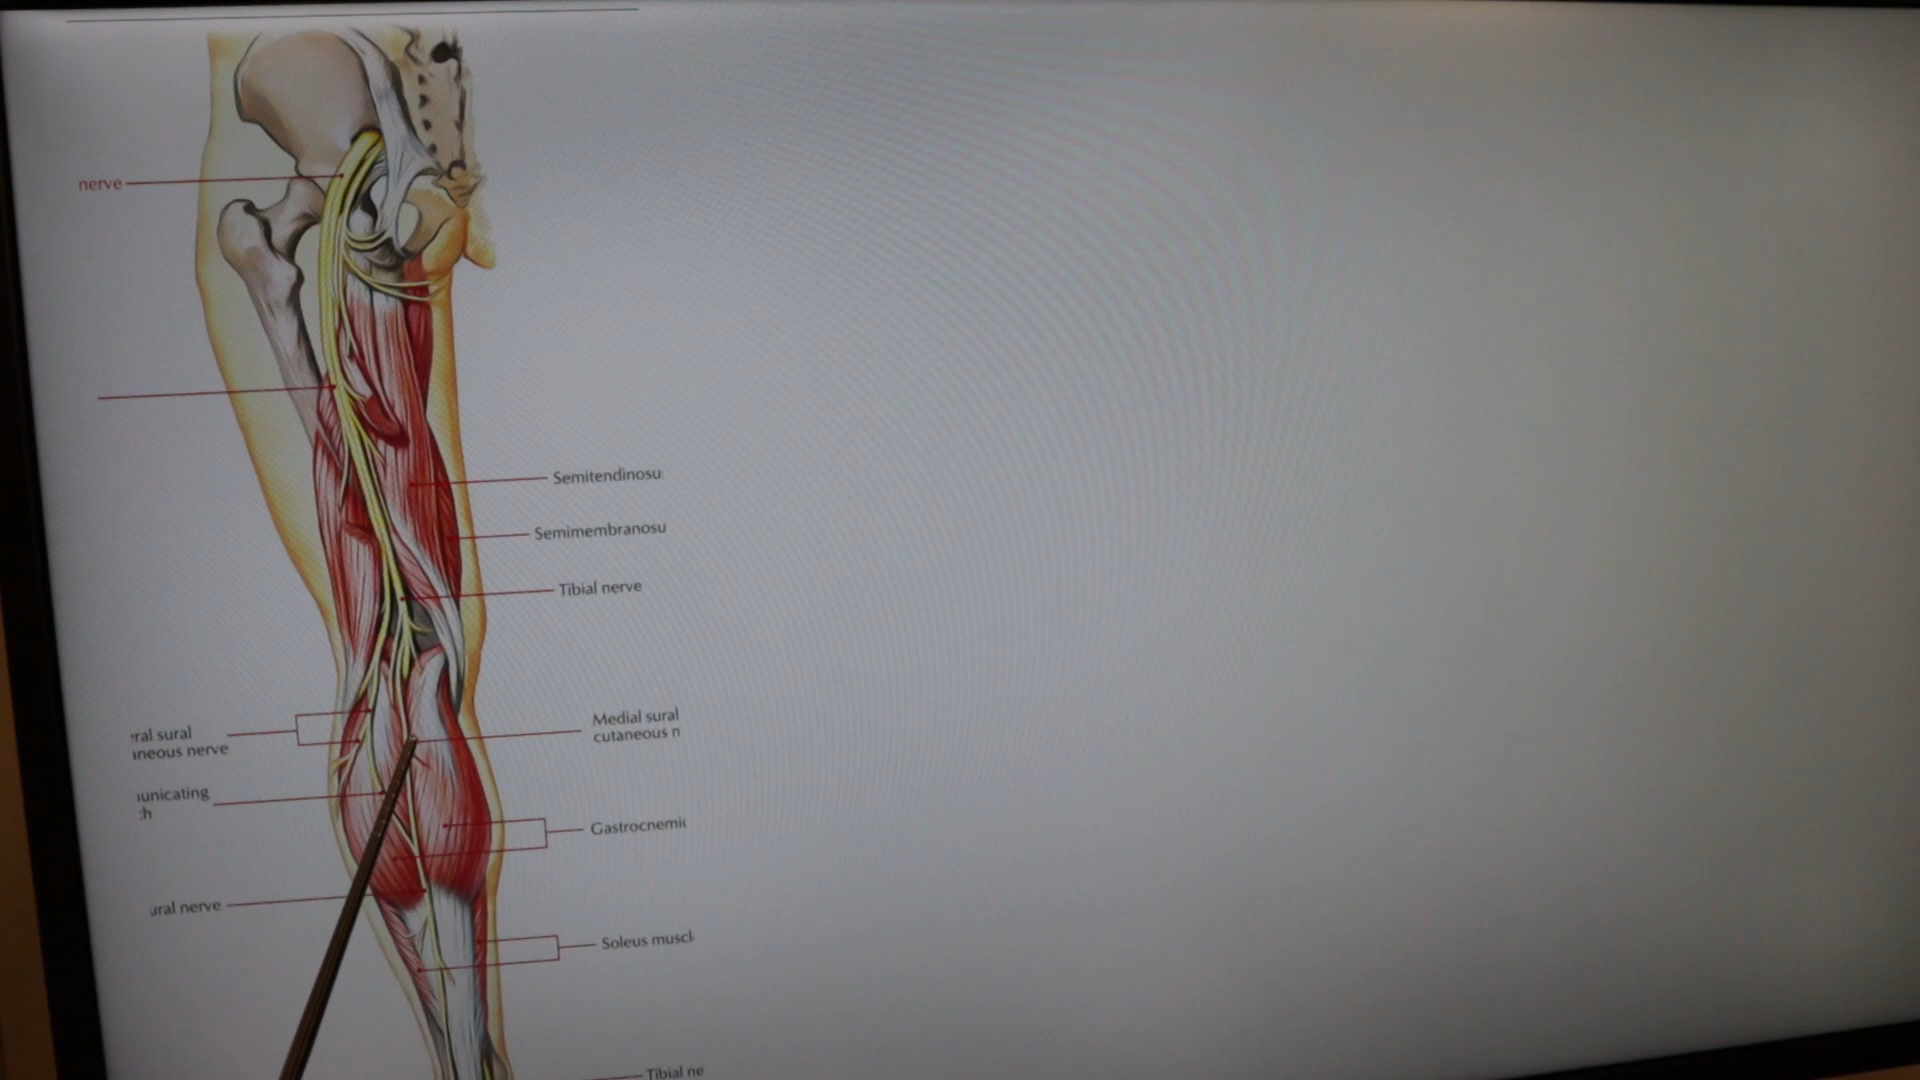 nerve
Semitendinosu
Semimembranosu
Tibial nerve
ral sural
neous nerve
Medial sural
cutaneous n
unicating
h
Gastrocnemi
ural nerve
Soleus muscl
Tibial ne